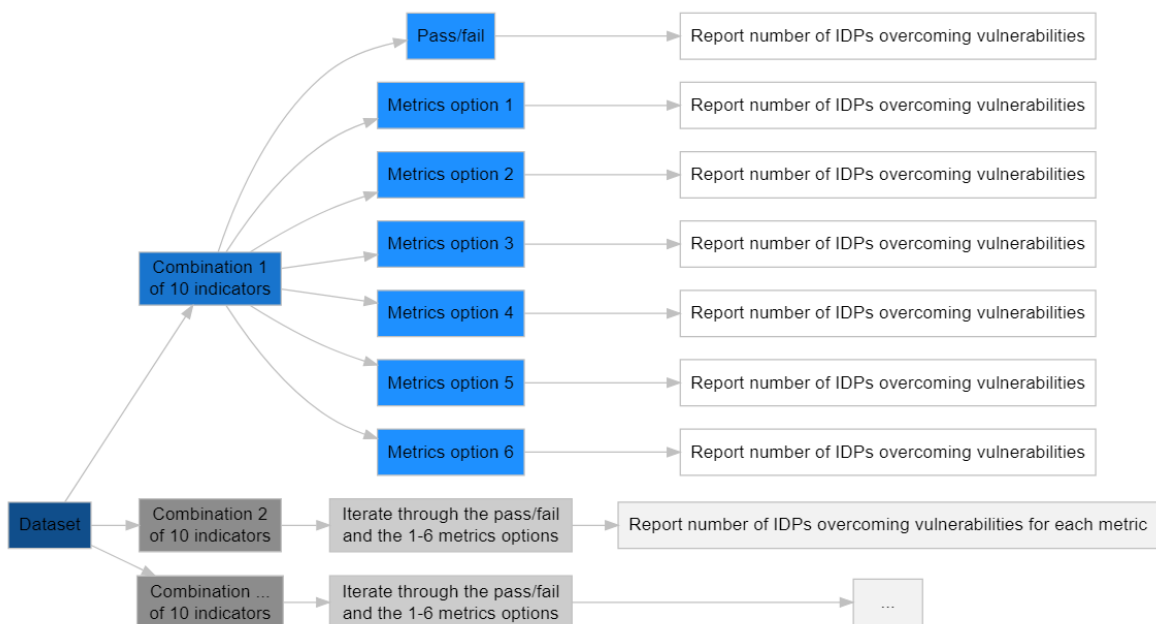 Pass/fail
Report number of IDPs overcoming vulnerabilities
Metrics option 1
Report number of IDPs overcoming vulnerabilities
Metrics option 2
Report number of IDPs overcoming vulnerabilities
Metrics option 3
Report number of IDPs overcoming vulnerabilities
Combination 1
of 10 indicators
Metrics option 4
Report number of IDPs overcoming vulnerabilities
Metrics option 5
Report number of IDPs overcoming vulnerabilities
Metrics option 6
Report number of IDPs overcoming vulnerabilities
Dataset
Combination 2
of 10 indicators
Iterate through the pass/fail
and the 1-6 metrics options
Report number of IDPs overcoming vulnerabilities for each metric
Combination ...
of 10 indicators
Iterate through the pass/fail
and the 1-6 metrics options
...